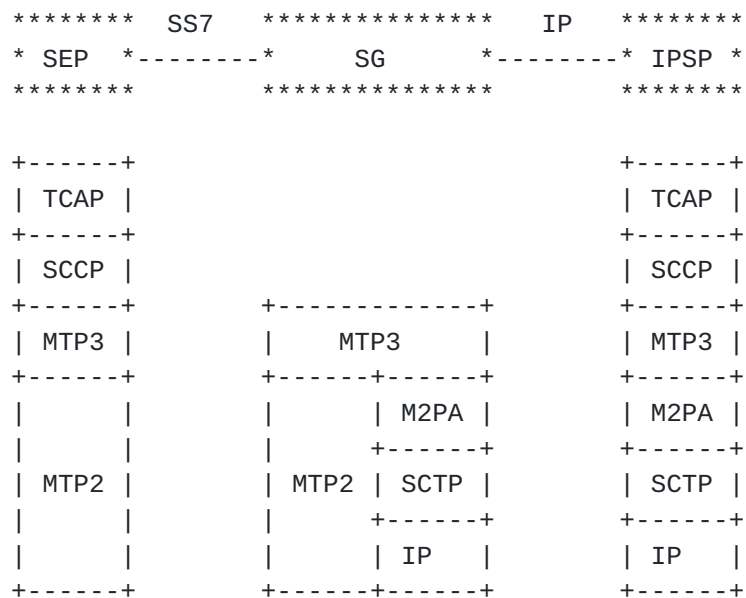 ********  SS7   ***************   IP   ********
* SEP  *--------*      SG      *--------* IPSP *
********        ***************        ********

+------+                               +------+
| TCAP |                               | TCAP |
+------+                               +------+
| SCCP |                               | SCCP |
+------+        +-------------+        +------+
| MTP3 |        |    MTP3     |        | MTP3 |
+------+        +------+------+        +------+
|      |        |      | M2PA |        | M2PA |
|      |        |      +------+        +------+
| MTP2 |        | MTP2 | SCTP |        | SCTP |
|      |        |      +------+        +------+
|      |        |      | IP   |        | IP   |
+------+        +------+------+        +------+